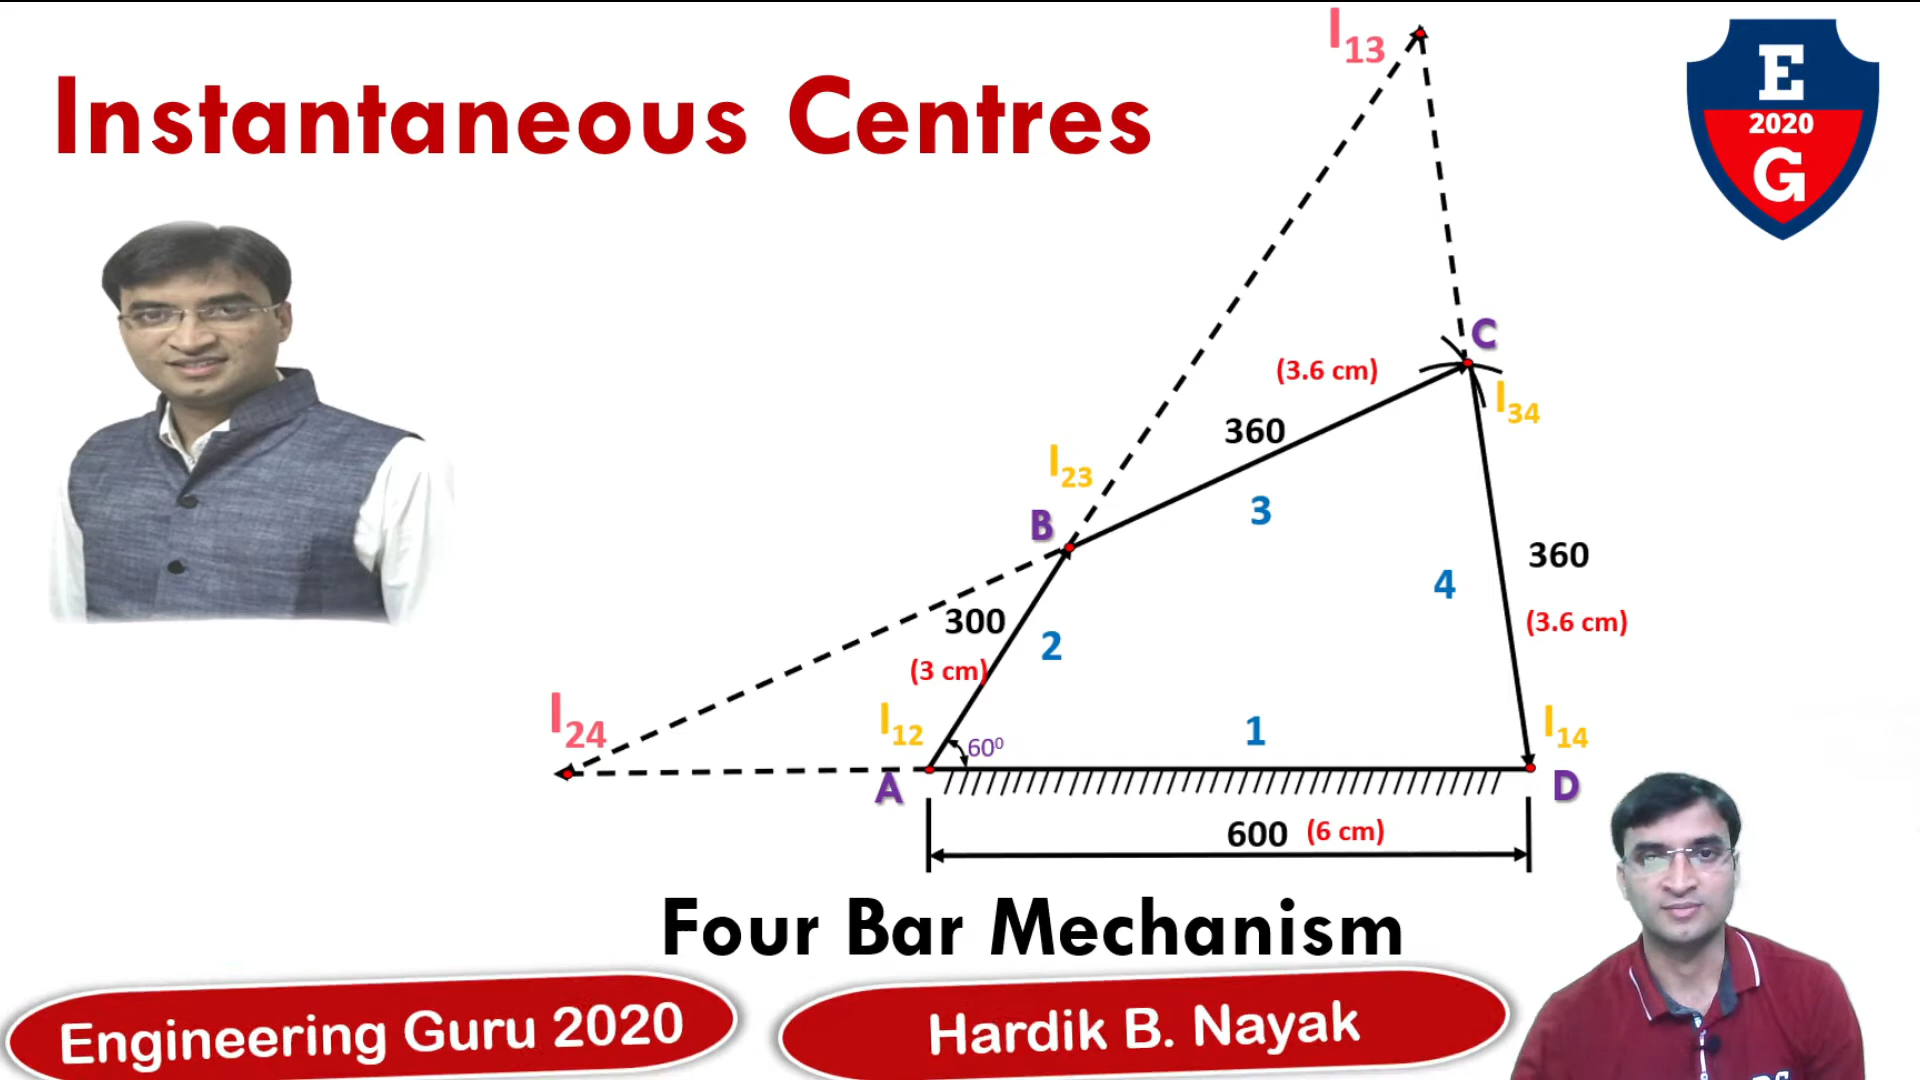 Instantaneous Centres
I13
E
2020
G
C
(3.6 cm)
I34
360
I23
3
B
360
4
300
2
(3.6 cm)
(3 cm)
I24
I12
1
I14
60⁰
A
D
600 (6 cm)
Four Bar Mechanism
Engineering Guru 2020
Hardik B. Nayak